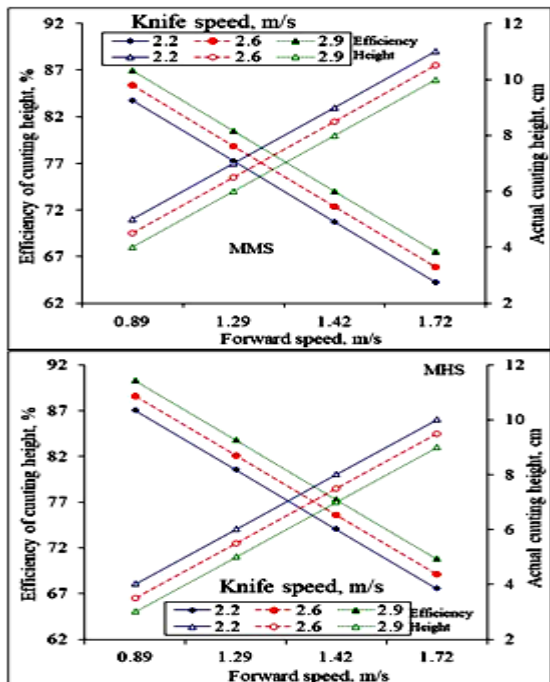 Knife speed, m/s
2.2 2.6 2.9 Efficiency
2.2 2.6 2.9 Height
Efficiency of cuuting height, %
92
87
82
77
72
67
62
Actual cuuting height, cm
12
10
8
6
4
2
MMS
0.89 1.29 1.42 1.72
Forward speed, m/s
MHS
Efficiency of cuuting height, %
92
87
82
77
72
67
62
Actual cuuting height, cm
12
10
8
6
4
2
Knife speed, m/s
2.2 2.6 2.9 Efficiency
2.2 2.6 2.9 Height
0.89 1.29 1.42 1.72
Forward speed, m/s